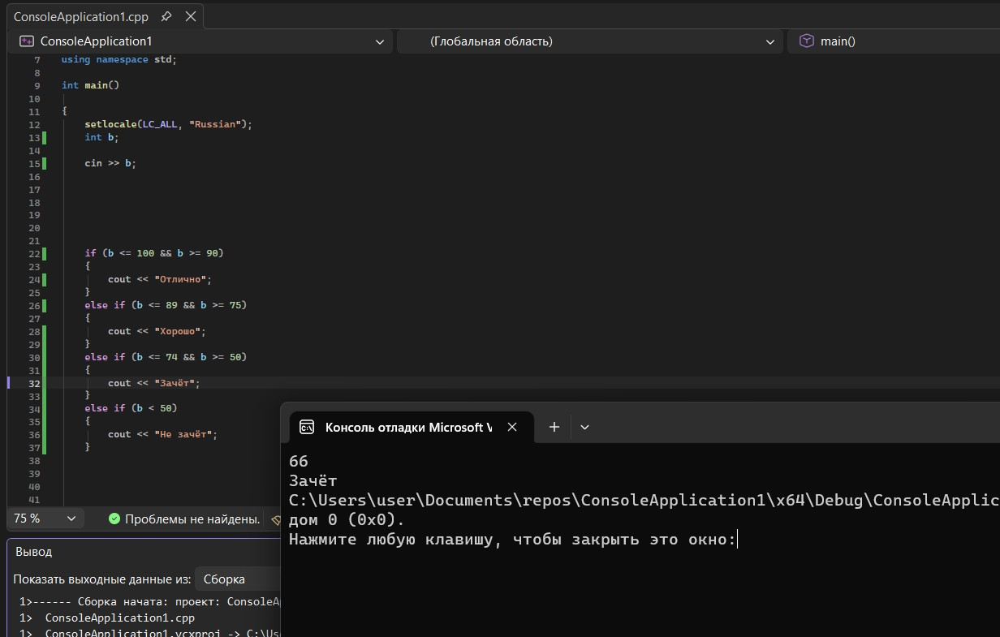 ConsoleApplication1.cpp
ConsoleApplication1 (Глобальная область) main()
7 using namespace std;
8
9 int main()
10
11 {
12 setlocale(LC_ALL, "Russian");
13 int b;
14
15 cin >> b;
16
17
18
19
20
21
22 if (b <= 100 && b >= 90)
23 {
24 cout << "Отлично";
25 }
26 else if (b <= 89 && b >= 75)
27 {
28 cout << "Хорошо";
29 }
30 else if (b <= 74 && b >= 50)
31 {
32 cout << "Зачёт";
33 }
34 else if (b < 50)
35 {
36 cout << "Не зачёт";
37 }
38
39
40
41
75 % Проблемы не найдены.
Вывод
Показать выходные данные из: Сборка
1>------ Сборка начата: проект: ConsoleA
1> ConsoleApplication1.cpp
1> ConsoleApplication1.vcxproj -> C:\Us
Консоль отладки Microsoft V
66
Зачёт
C:\Users\user\Documents\repos\ConsoleApplication1\x64\Debug\ConsoleApplic
дом 0 (0x0).
Нажмите любую клавишу, чтобы закрыть это окно: